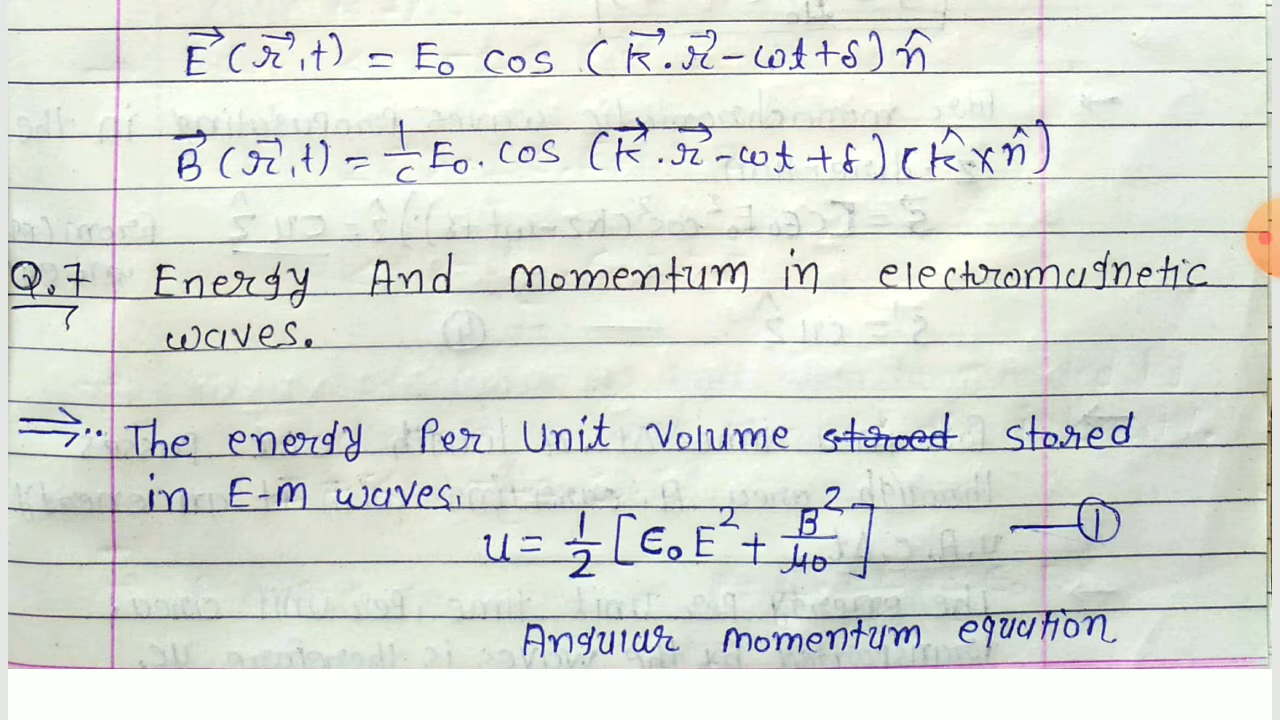 E⃗ (r⃗,t) = E₀ cos (k⃗.r⃗-ωt+δ) n̂
B⃗ (r⃗,t) = 1/c E₀. cos (k⃗.r⃗-ωt+δ) (k̂×n̂)
Q.7 Energy And momentum in electromagnetic
waves.
⇒.. The energy Per Unit Volume stroed stored
in E-m waves,
u = 1/2 [ϵ₀E² + B²/μ0] —①
Angular momentum equation